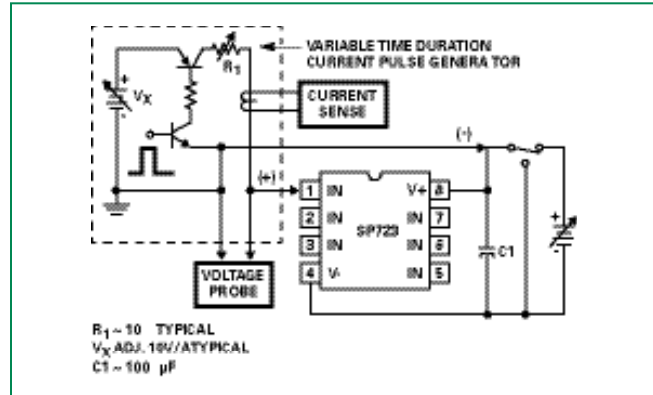 VARIABLE TIME DURATION
CURRENT PULSE GENERATOR
R1
+
VX
-
CURRENT
SENSE
(-)
(+)
1 IN V+ 8
2 IN IN 7
SP723
3 IN IN 6
4 V- IN 5
+
-
C1
VOLTAGE
PROBE
R1 ~ 10 TYPICAL
VX ADJ. 10V/ATYPICAL
C1 ~ 100 µF